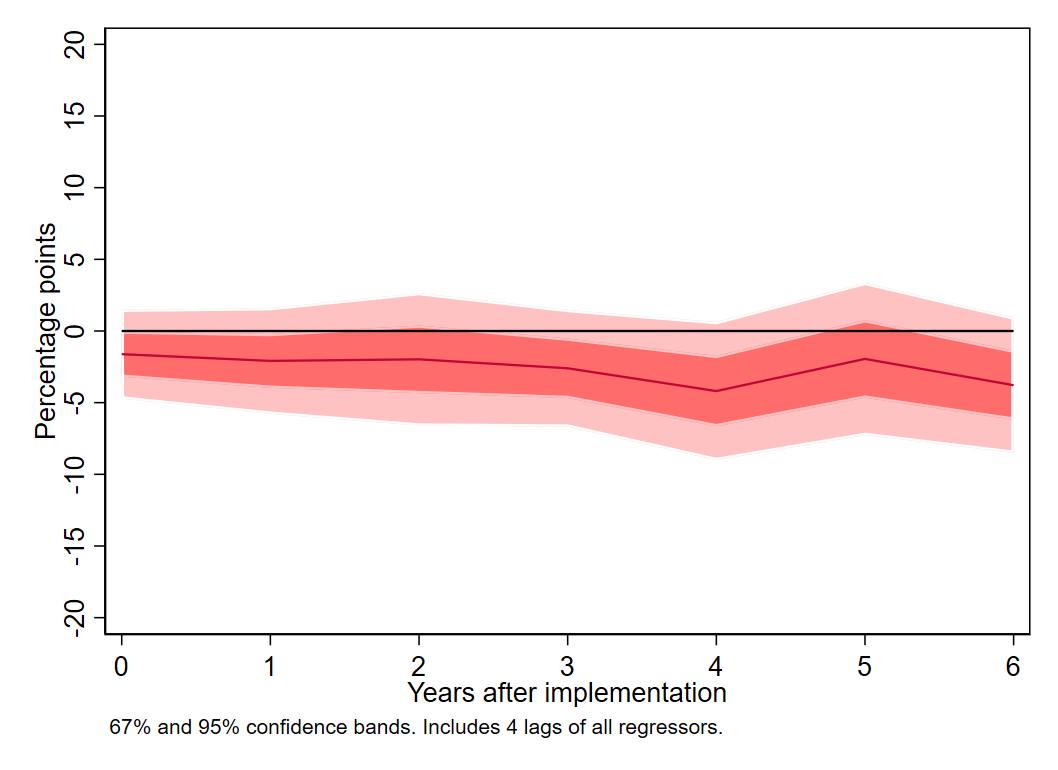 Percentage points
20
15
10
5
0
-5
-10
-15
-20
0 1 2 3 4 5 6
Years after implementation
67% and 95% confidence bands. Includes 4 lags of all regressors.